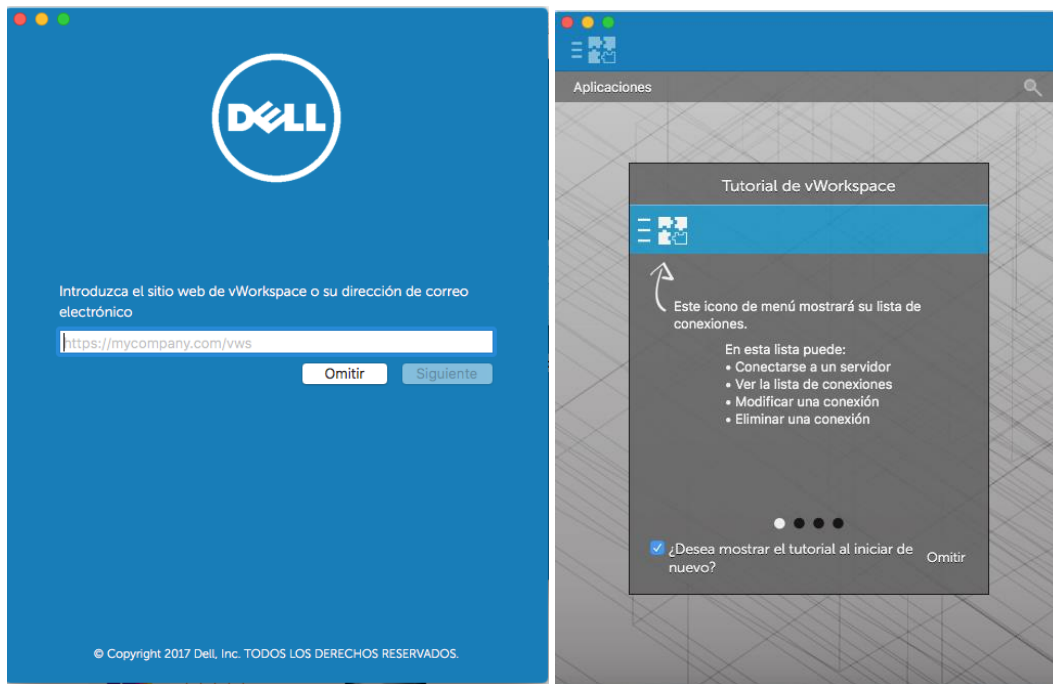 DELL
Introduzca el sitio web de vWorkspace o su dirección de correo
electrónico
https://mycompany.com/vws
Omitir
Siguiente
© Copyright 2017 Dell, Inc. TODOS LOS DERECHOS RESERVADOS.
Aplicaciones
Tutorial de vWorkspace
Este icono de menú mostrará su lista de
conexiones.
En esta lista puede:
• Conectarse a un servidor
• Ver la lista de conexiones
• Modificar una conexión
• Eliminar una conexión
¿Desea mostrar el tutorial al iniciar de
nuevo?
Omitir